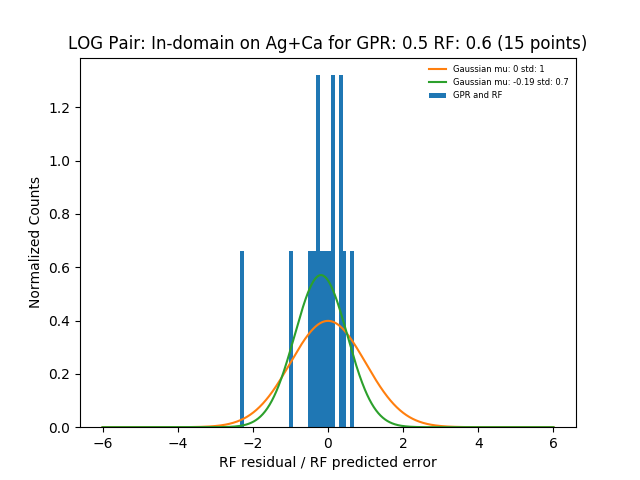 LOG Pair: In-domain on Ag+Ca for GPR: 0.5 RF: 0.6 (15 points)
Gaussian mu: 0 std: 1
Gaussian mu: -0.19 std: 0.7
GPR and RF
Normalized Counts
1.2
1.0
0.8
0.6
0.4
0.2
0.0
−6 −4 −2 0 2 4 6
RF residual / RF predicted error